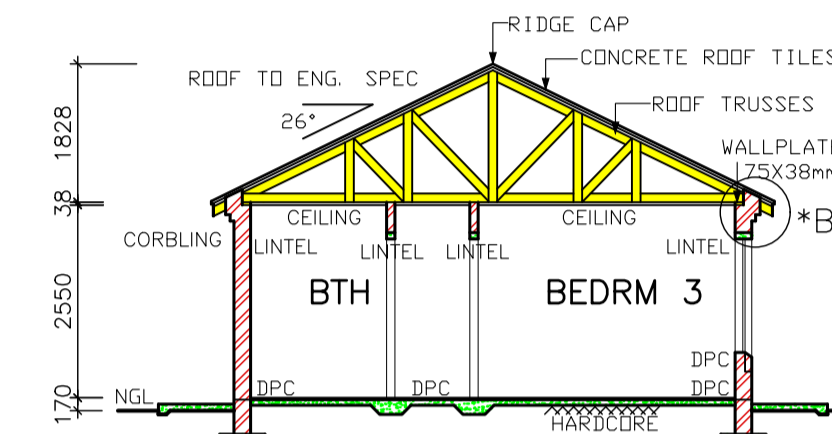 RIDGE CAP
CONCRETE ROOF TILES
ROOF TO ENG. SPEC
26°
ROOF TRUSSES
WALLPLATE
75X38mm
1828
38
2550
170
CEILING
CEILING
*B
CORBLING
LINTEL
LINTEL
LINTEL
LINTEL
BTH
BEDRM 3
DPC
NGL
DPC
DPC
DPC
HARDCORE